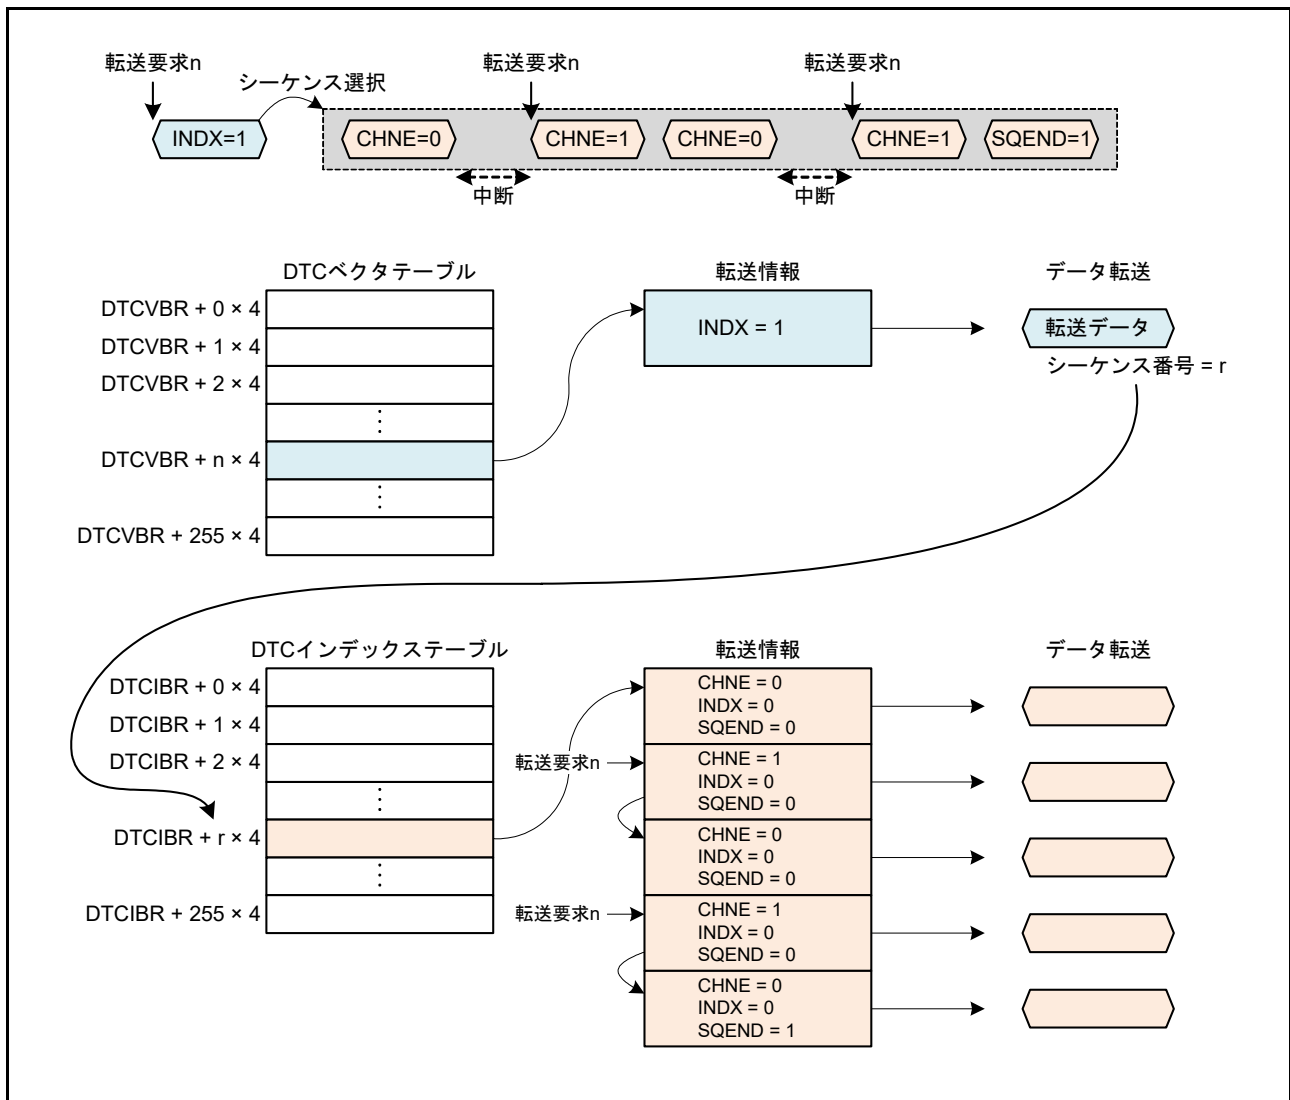 転送要求n
転送要求n
転送要求n
シーケンス選択
INDX=1
CHNE=0
CHNE=1
CHNE=0
CHNE=1
SQEND=1
中断
中断
DTCベクタテーブル
転送情報
データ転送
DTCVBR + 0 × 4
DTCVBR + 1 × 4
DTCVBR + 2 × 4
⋮
DTCVBR + n × 4
⋮
DTCVBR + 255 × 4
INDX = 1
転送データ
シーケンス番号 = r
DTCインデックステーブル
転送情報
データ転送
DTCIBR + 0 × 4
DTCIBR + 1 × 4
DTCIBR + 2 × 4
⋮
DTCIBR + r × 4
⋮
DTCIBR + 255 × 4
CHNE = 0
INDX = 0
SQEND = 0
転送要求n
CHNE = 1
INDX = 0
SQEND = 0
CHNE = 0
INDX = 0
SQEND = 0
転送要求n
CHNE = 1
INDX = 0
SQEND = 0
CHNE = 0
INDX = 0
SQEND = 1